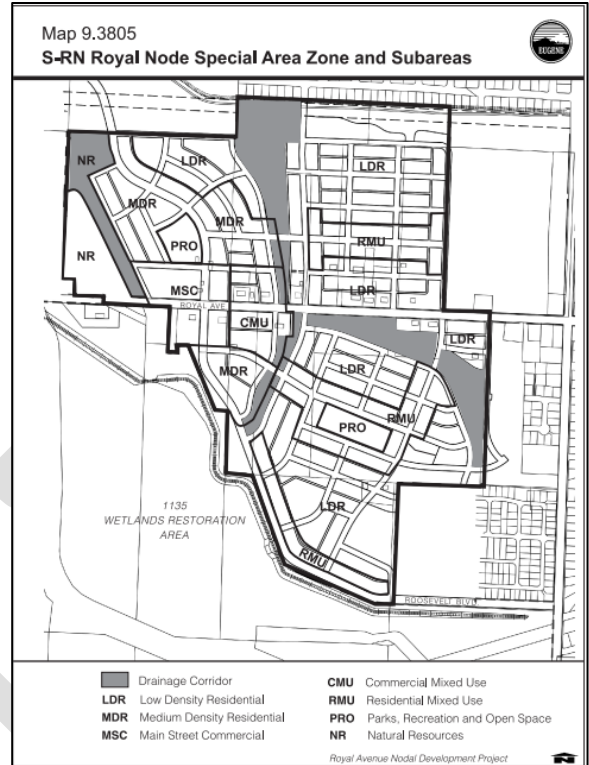 Map 9.3805
S-RN Royal Node Special Area Zone and Subareas
EUGENE
NR
LDR
LDR
MDR
MDR
PRO
RMU
NR
MSC
LDR
ROYAL AVE
CMU
LDR
MDR
LDR
RMU
PRO
1135
WETLANDS RESTORATION
AREA
LDR
RMU
ROOSEVELT BLVD
Drainage Corridor
LDR Low Density Residential
MDR Medium Density Residential
MSC Main Street Commercial
CMU Commercial Mixed Use
RMU Residential Mixed Use
PRO Parks, Recreation and Open Space
NR Natural Resources
Royal Avenue Nodal Development Project